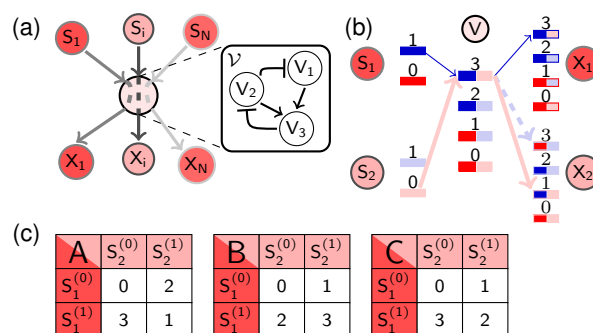 (a)
S₁ Sᵢ S_N
𝒱
V₁
V₂
V₃
X₁ Xᵢ X_N
(b)
V
S₁
1
0
S₂
1
0
3
2
1
0
3
2
1
0
X₁
3
2
1
0
X₂
(c)
A S₂⁽⁰⁾ S₂⁽¹⁾
S₁⁽⁰⁾ 0 2
S₁⁽¹⁾ 3 1
B S₂⁽⁰⁾ S₂⁽¹⁾
S₁⁽⁰⁾ 0 1
S₁⁽¹⁾ 2 3
C S₂⁽⁰⁾ S₂⁽¹⁾
S₁⁽⁰⁾ 0 1
S₁⁽¹⁾ 3 2